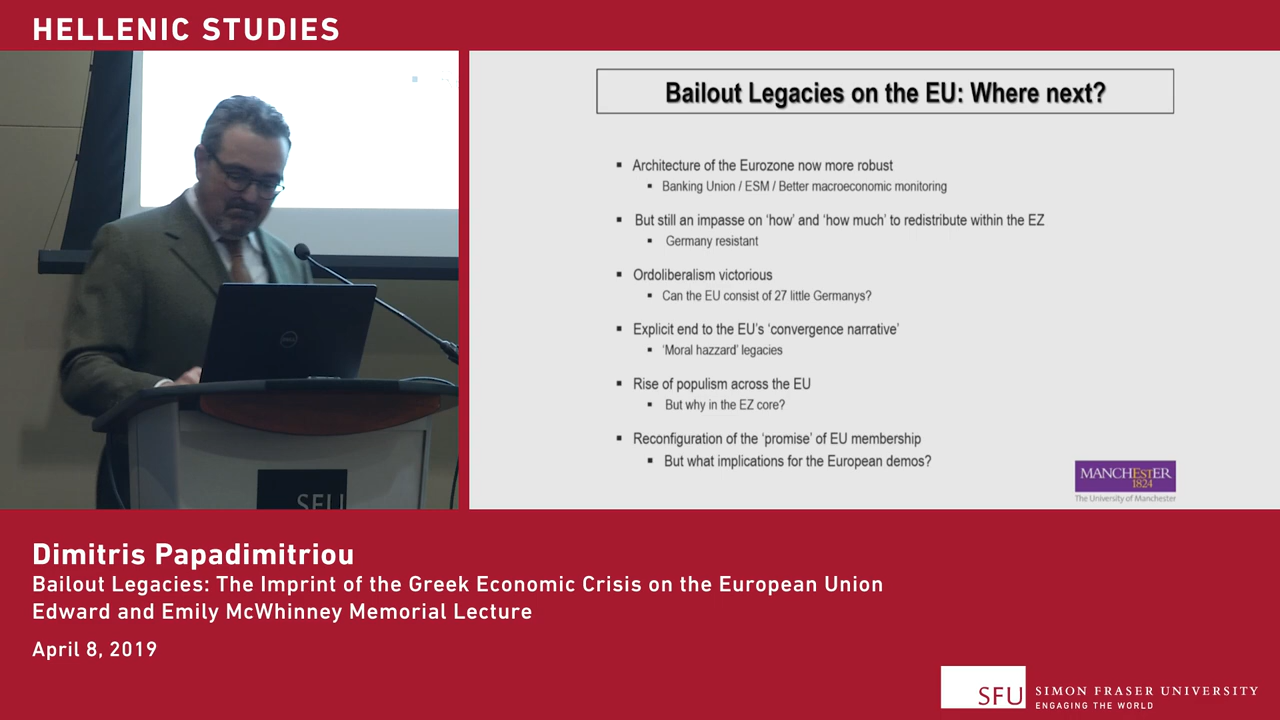 HELLENIC STUDIES
Bailout Legacies on the EU: Where next?
Architecture of the Eurozone now more robust
Banking Union / ESM / Better macroeconomic monitoring
But still an impasse on ‘how’ and ‘how much’ to redistribute within the EZ
Germany resistant
Ordoliberalism victorious
Can the EU consist of 27 little Germanys?
Explicit end to the EU’s ‘convergence narrative’
‘Moral hazzard’ legacies
Rise of populism across the EU
But why in the EZ core?
Reconfiguration of the ‘promise’ of EU membership
But what implications for the European demos?
MANCHESTER
1824
The University of Manchester
DELL
SFU
Dimitris Papadimitriou
Bailout Legacies: The Imprint of the Greek Economic Crisis on the European Union
Edward and Emily McWhinney Memorial Lecture
April 8, 2019
SFU
SIMON FRASER UNIVERSITY
ENGAGING THE WORLD